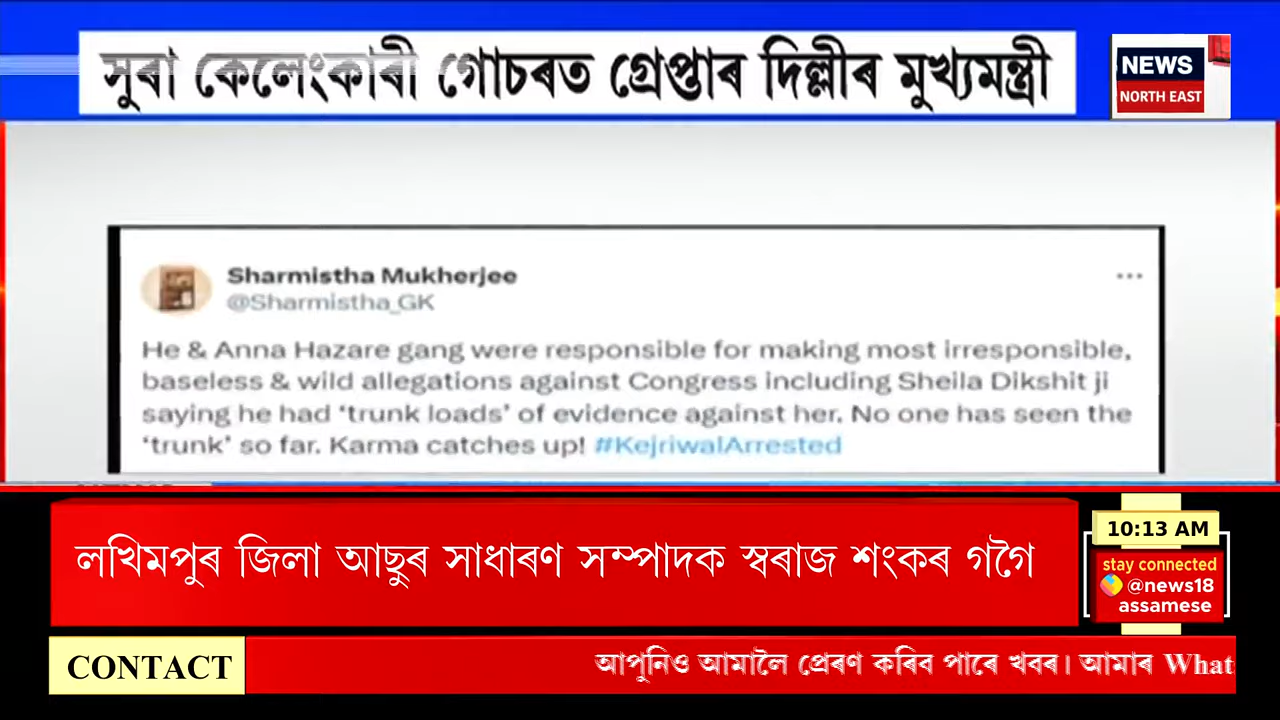 সুৰা কেলেংকাৰী গোচৰত গ্ৰেপ্তাৰ দিল্লীৰ মুখ্যমন্ত্ৰী
NEWS
NORTH EAST
Sharmistha Mukherjee
@Sharmistha_GK
He & Anna Hazare gang were responsible for making most irresponsible,
baseless & wild allegations against Congress including Sheila Dikshit ji
saying he had ‘trunk loads’ of evidence against her. No one has seen the
‘trunk’ so far. Karma catches up! #KejriwalArrested
লখিমপুৰ জিলা আছুৰ সাধাৰণ সম্পাদক স্বৰাজ শংকৰ গগৈ
10:13 AM
stay connected
@news18
assamese
CONTACT
আপুনিও আমালৈ প্ৰেৰণ কৰিব পাৰে খবৰ। আমাৰ What